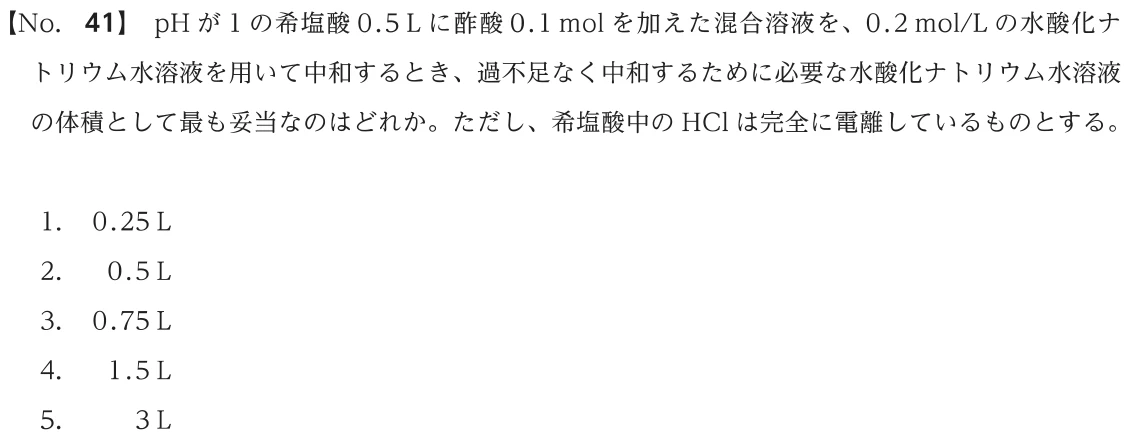 【No. 41】 pH が 1 の希塩酸 0.5 L に酢酸 0.1 mol を加えた混合溶液を、0.2 mol/L の水酸化ナ
トリウム水溶液を用いて中和するとき、過不足なく中和するために必要な水酸化ナトリウム水溶液
の体積として最も妥当なのはどれか。ただし、希塩酸中の HCl は完全に電離しているものとする。
1. 0.25 L
2. 0.5 L
3. 0.75 L
4. 1.5 L
5. 3 L